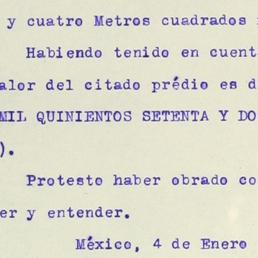 y cuatro Metros cuadrados
Habiendo tenido en cuent
alor del citado prédio es d
MIL QUINIENTOS SETENTA Y DO
).
Protesto haber obrado co
er y entender.
México, 4 de Enero